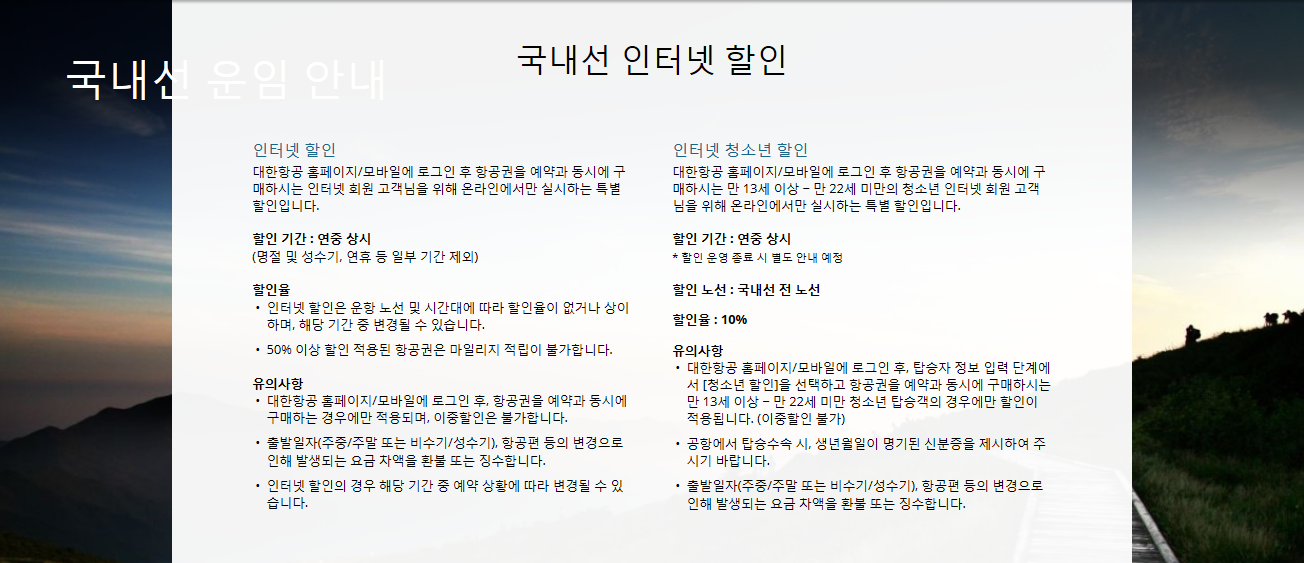 국내선 운임 안내
국내선 인터넷 할인
인터넷 할인
대한항공 홈페이지/모바일에 로그인 후 항공권을 예약과 동시에 구
매하시는 인터넷 회원 고객님을 위해 온라인에서만 실시하는 특별
할인입니다.
할인 기간 : 연중 상시
(명절 및 성수기, 연휴 등 일부 기간 제외)
할인율
• 인터넷 할인은 운항 노선 및 시간대에 따라 할인율이 없거나 상이
하며, 해당 기간 중 변경될 수 있습니다.
• 50% 이상 할인 적용된 항공권은 마일리지 적립이 불가합니다.
유의사항
• 대한항공 홈페이지/모바일에 로그인 후, 항공권을 예약과 동시에
구매하는 경우에만 적용되며, 이중할인은 불가합니다.
• 출발일자(주중/주말 또는 비수기/성수기), 항공편 등의 변경으로
인해 발생되는 요금 차액을 환불 또는 징수합니다.
• 인터넷 할인의 경우 해당 기간 중 예약 상황에 따라 변경될 수 있
습니다.
인터넷 청소년 할인
대한항공 홈페이지/모바일에 로그인 후 항공권을 예약과 동시에 구
매하시는 만 13세 이상 – 만 22세 미만의 청소년 인터넷 회원 고객
님을 위해 온라인에서만 실시하는 특별 할인입니다.
할인 기간 : 연중 상시
* 할인 운영 종료 시 별도 안내 예정
할인 노선 : 국내선 전 노선
할인율 : 10%
유의사항
• 대한항공 홈페이지/모바일에 로그인 후, 탑승자 정보 입력 단계에
서 [청소년 할인]을 선택하고 항공권을 예약과 동시에 구매하시는
만 13세 이상 – 만 22세 미만 청소년 탑승객의 경우에만 할인이
적용됩니다. (이중할인 불가)
• 공항에서 탑승수속 시, 생년월일이 명기된 신분증을 제시하여 주
시기 바랍니다.
• 출발일자(주중/주말 또는 비수기/성수기), 항공편 등의 변경으로
인해 발생되는 요금 차액을 환불 또는 징수합니다.